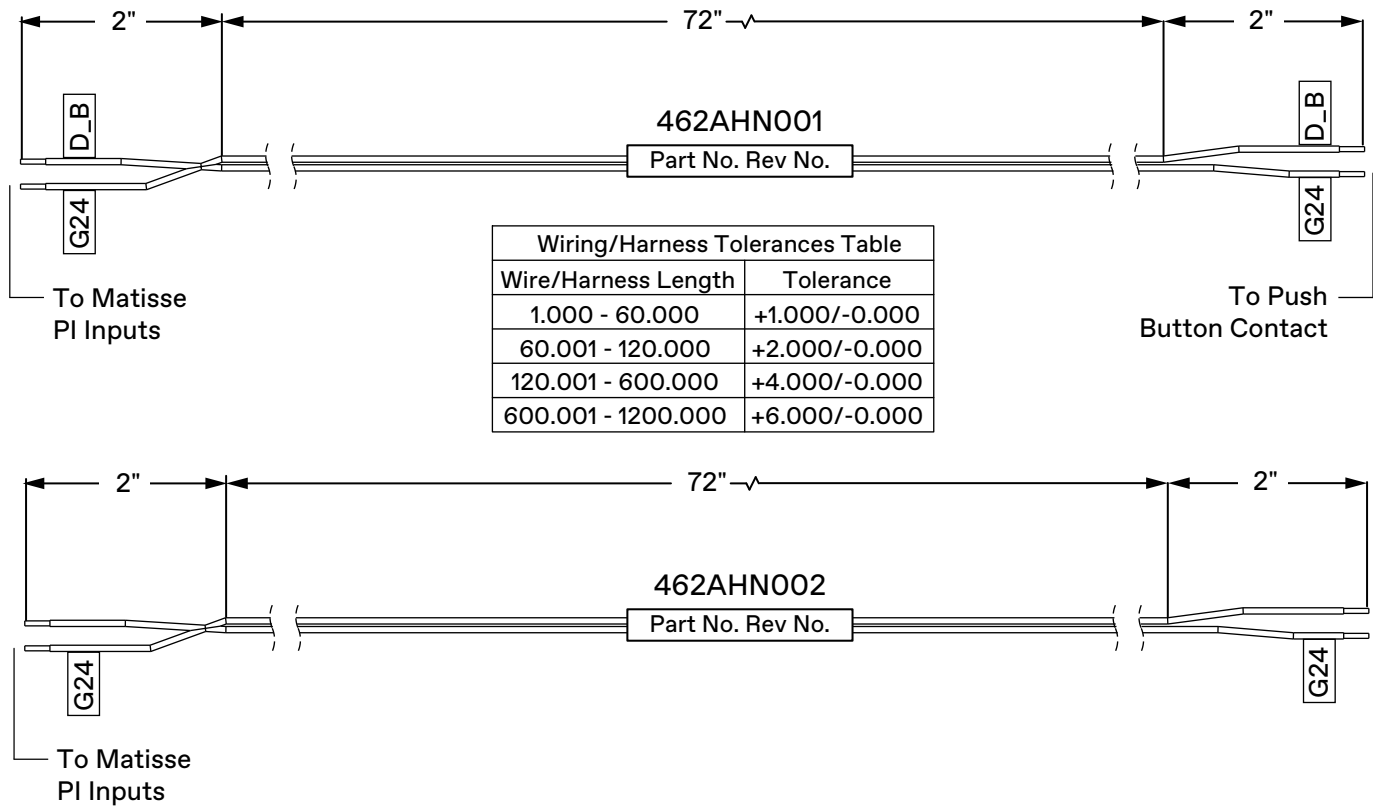 2" 72" 2"
D_B D_B
462AHN001
Part No. Rev No.
G24 G24
To Matisse
PI Inputs
To Push
Button Contact
Wiring/Harness Tolerances Table
Wire/Harness Length Tolerance
1.000 - 60.000 +1.000/-0.000
60.001 - 120.000 +2.000/-0.000
120.001 - 600.000 +4.000/-0.000
600.001 - 1200.000 +6.000/-0.000
2" 72" 2"
462AHN002
Part No. Rev No.
G24 G24
To Matisse
PI Inputs